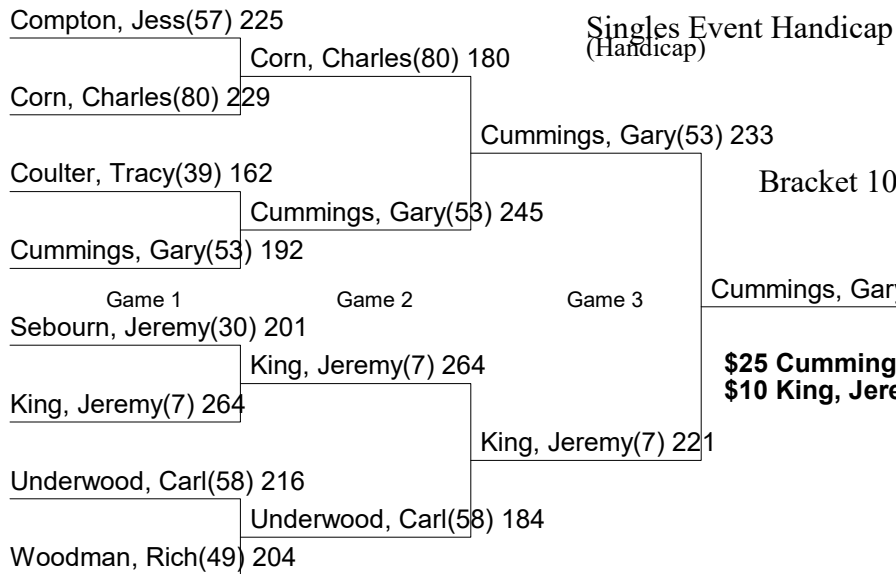 Compton, Jess(57) 225
Singles Event Handicap
(Handicap)
Corn, Charles(80) 180
Corn, Charles(80) 229
Cummings, Gary(53) 233
Coulter, Tracy(39) 162
Bracket 10
Cummings, Gary(53) 245
Cummings, Gary(53) 192
Game 1 Game 2 Game 3
Cummings, Gary
Sebourn, Jeremy(30) 201
King, Jeremy(7) 264
$25 Cumming
$10 King, Jere
King, Jeremy(7) 264
King, Jeremy(7) 221
Underwood, Carl(58) 216
Underwood, Carl(58) 184
Woodman, Rich(49) 204